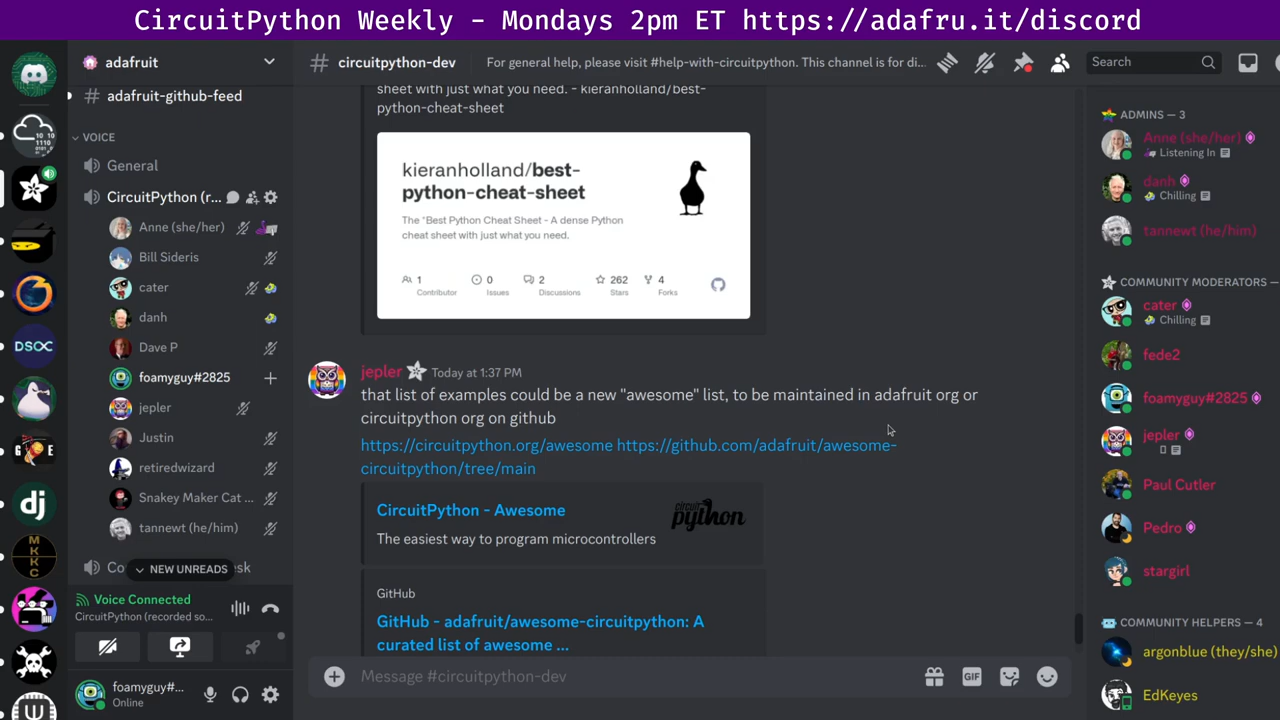 CircuitPython Weekly - Mondays 2pm ET https://adafru.it/discord
adafruit
# adafruit-github-feed
VOICE
General
CircuitPython (r...
Anne (she/her)
Bill Sideris
cater
danh
Dave P
foamyguy#2825
jepler
Justin
retiredwizard
Snakey Maker Cat ...
tannewt (he/him)
NEW UNREADS
Voice Connected
CircuitPython (recorded so...
foamyguy#...
Online
DSOC
dj
MK
KC
# circuitpython-dev
For general help, please visit #help-with-circuitpython. This channel is for di...
Search
sheet with just what you need. - kieranholland/best-
python-cheat-sheet
kieranholland/best-
python-cheat-sheet
The "Best Python Cheat Sheet - A dense Python
cheat sheet with just what you need.
1
Contributor
0
Issues
2
Discussions
262
Stars
4
Forks
jepler Today at 1:37 PM
that list of examples could be a new "awesome" list, to be maintained in adafruit org or
circuitpython org on github
https://circuitpython.org/awesome https://github.com/adafruit/awesome-
circuitpython/tree/main
CircuitPython - Awesome
The easiest way to program microcontrollers
circuit
python
GitHub
GitHub - adafruit/awesome-circuitpython: A
curated list of awesome ...
Message #circuitpython-dev
GIF
ADMINS — 3
Anne (she/her)
Listening In
danh
Chilling
tannewt (he/him)
COMMUNITY MODERATORS —
cater
Chilling
fede2
foamyguy#2825
jepler
Paul Cutler
Pedro
stargirl
COMMUNITY HELPERS — 4
argonblue (they/she)
EdKeyes